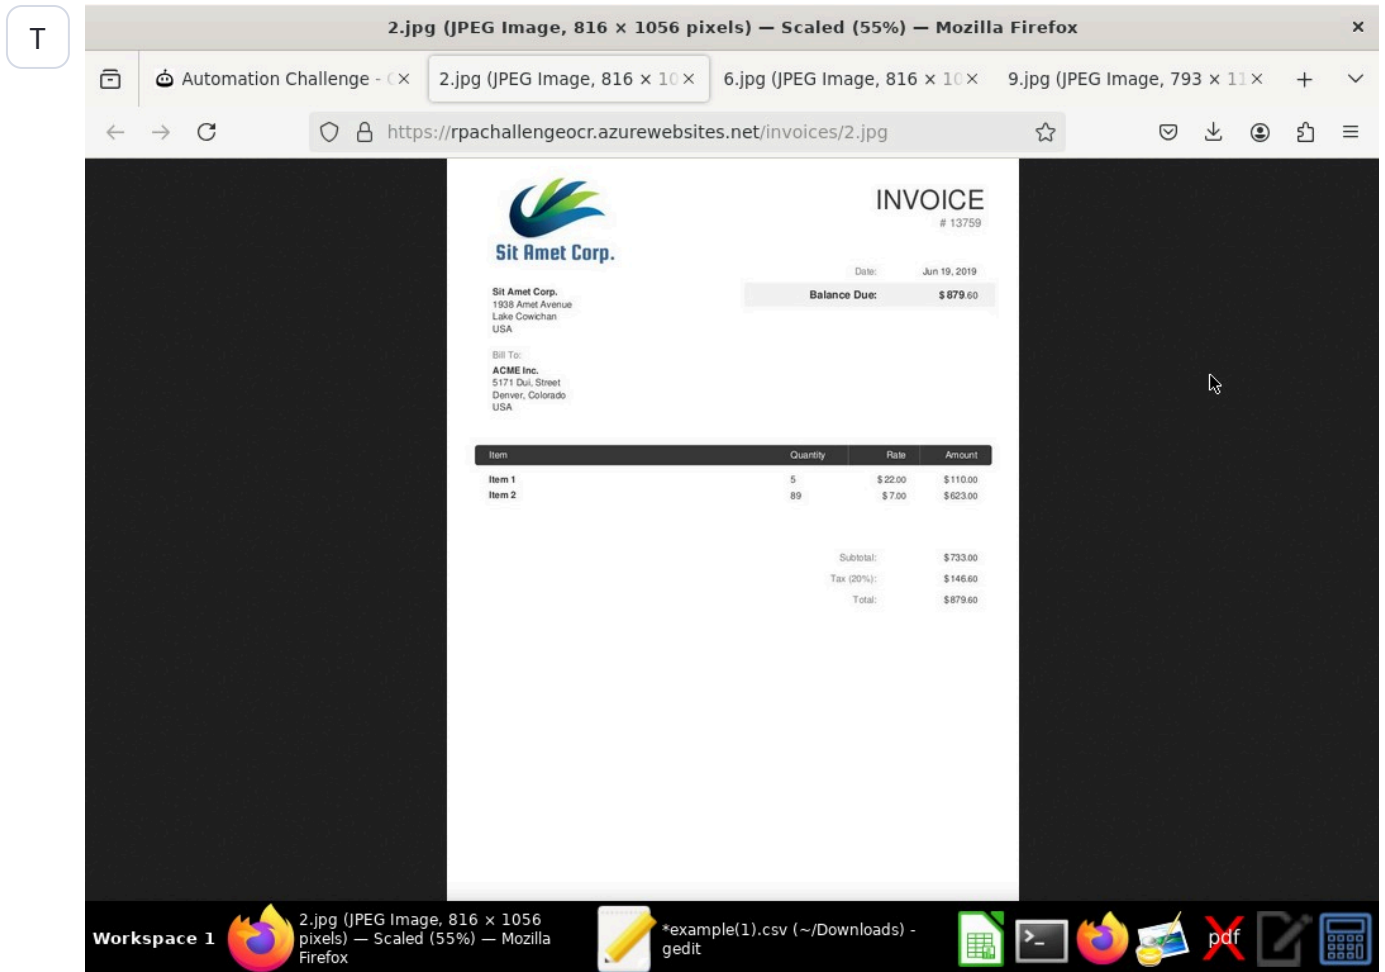 T
2.jpg (JPEG Image, 816 × 1056 pixels) — Scaled (55%) — Mozilla Firefox
Automation Challenge -
2.jpg (JPEG Image, 816 × 10
6.jpg (JPEG Image, 816 × 10
9.jpg (JPEG Image, 793 × 11
https://rpachallengeocr.azurewebsites.net/invoices/2.jpg
Sit Amet Corp.
INVOICE
# 13759
Date: Jun 19, 2019
Balance Due: $ 879.60
Sit Amet Corp.
1938 Amet Avenue
Lake Cowichan
USA
Bill To:
ACME Inc.
5171 Dui, Street
Denver, Colorado
USA
Item Quantity Rate Amount
Item 1 5 $ 22.00 $ 110.00
Item 2 89 $ 7.00 $ 623.00
Subtotal: $ 733.00
Tax (20%): $ 146.60
Total: $ 879.60
Workspace 1
2.jpg (JPEG Image, 816 × 1056
pixels) — Scaled (55%) — Mozilla
Firefox
*example(1).csv (~/Downloads) -
gedit
pdf